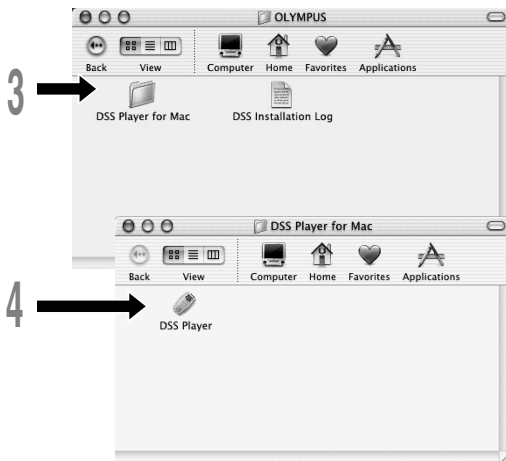 OLYMPUS
Back View Computer Home Favorites Applications
3
DSS Player for Mac DSS Installation Log
DSS Player for Mac
Back View Computer Home Favorites Applications
4
DSS Player